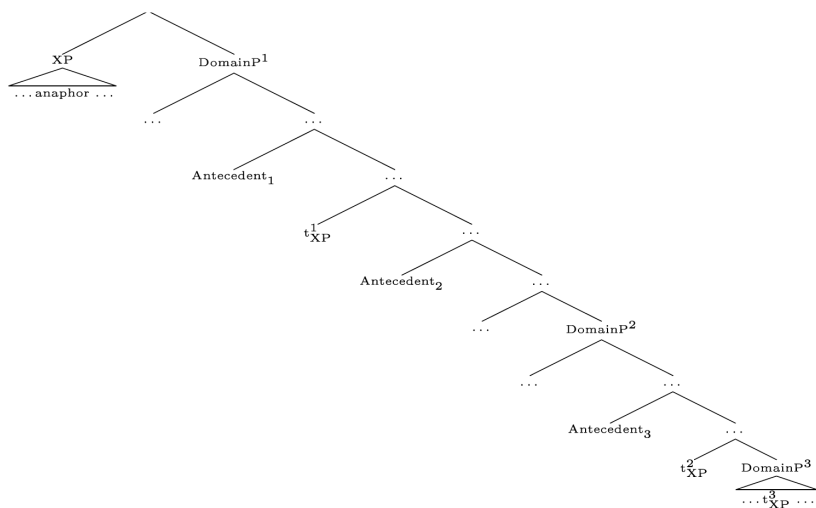 XP
DomainP¹
...anaphor ...
...
...
Antecedent₁
...
t¹XP
...
Antecedent₂
...
...
DomainP²
...
...
Antecedent₃
...
t²XP
DomainP³
...t³XP ...